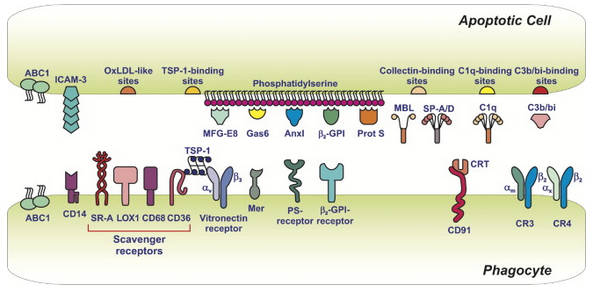 Apoptotic Cell
ABC1
ICAM-3
OxLDL-like
sites
TSP-1-binding
sites
Phosphatidylserine
Collectin-binding
sites
C1q-binding
sites
C3b/bi-binding
sites
MFG-E8
Gas6
AnxI
β₂-GPI
Prot S
MBL
SP-A/D
C1q
C3b/bi
TSP-1
CRT
αᵥ
β₃
αₘ
β₂
αₓ
β₂
ABC1
CD14
SR-A
LOX1
CD68
CD36
Vitronectin
receptor
Mer
PS-
receptor
β₂-GPI-
receptor
CD91
CR3
CR4
Scavenger
receptors
Phagocyte